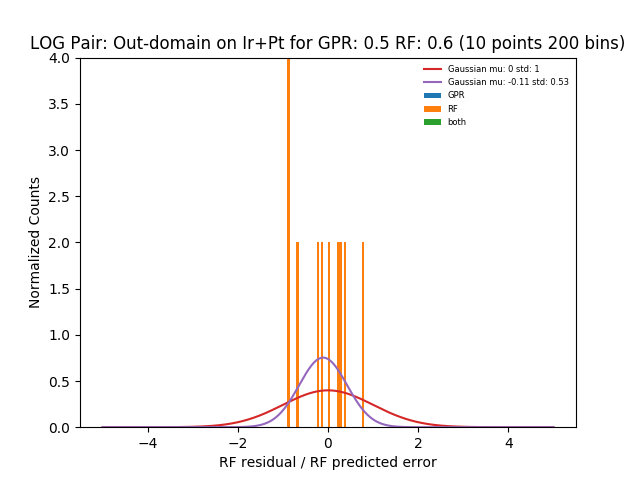 LOG Pair: Out-domain on Ir+Pt for GPR: 0.5 RF: 0.6 (10 points 200 bins)
4.0
3.5
3.0
2.5
2.0
1.5
1.0
0.5
0.0
Normalized Counts
Gaussian mu: 0 std: 1
Gaussian mu: -0.11 std: 0.53
GPR
RF
both
−4 −2 0 2 4
RF residual / RF predicted error